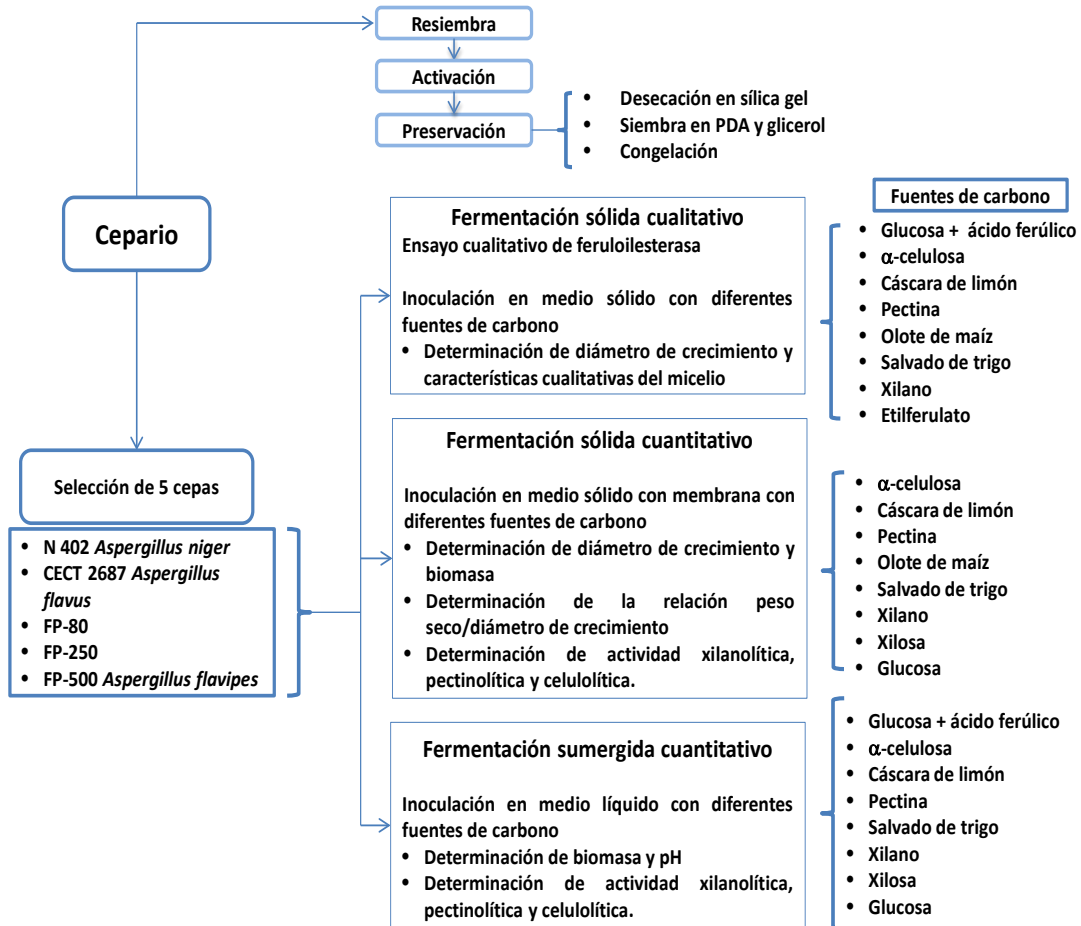 Resiembra
Activación
Preservación
• Desecación en sílica gel
• Siembra en PDA y glicerol
• Congelación
Cepario
Selección de 5 cepas
• N 402 Aspergillus niger
• CECT 2687 Aspergillus
flavus
• FP-80
• FP-250
• FP-500 Aspergillus flavipes
Fermentación sólida cualitativo
Ensayo cualitativo de feruloilesterasa
Inoculación en medio sólido con diferentes
fuentes de carbono
• Determinación de diámetro de crecimiento y
características cualitativas del micelio
Fuentes de carbono
• Glucosa + ácido ferúlico
• α-celulosa
• Cáscara de limón
• Pectina
• Olote de maíz
• Salvado de trigo
• Xilano
• Etilferulato
Fermentación sólida cuantitativo
Inoculación en medio sólido con membrana con
diferentes fuentes de carbono
• Determinación de diámetro de crecimiento y
biomasa
• Determinación de la relación peso
seco/diámetro de crecimiento
• Determinación de actividad xilanolítica,
pectinolítica y celulolítica.
• α-celulosa
• Cáscara de limón
• Pectina
• Olote de maíz
• Salvado de trigo
• Xilano
• Xilosa
• Glucosa
Fermentación sumergida cuantitativo
Inoculación en medio líquido con diferentes
fuentes de carbono
• Determinación de biomasa y pH
• Determinación de actividad xilanolítica,
pectinolítica y celulolítica.
• Glucosa + ácido ferúlico
• α-celulosa
• Cáscara de limón
• Pectina
• Salvado de trigo
• Xilano
• Xilosa
• Glucosa